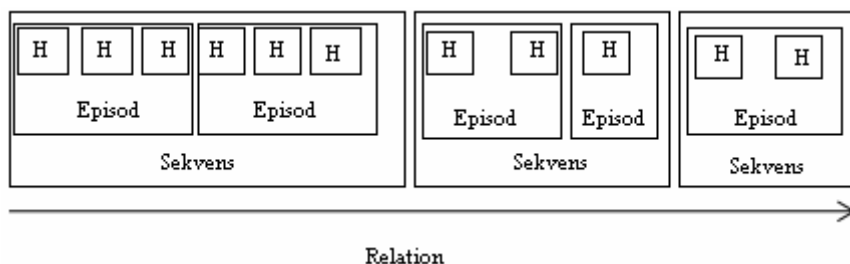 H H H H H H H H H H H
Episod Episod Episod Episod Episod
Sekvens Sekvens Sekvens
Relation